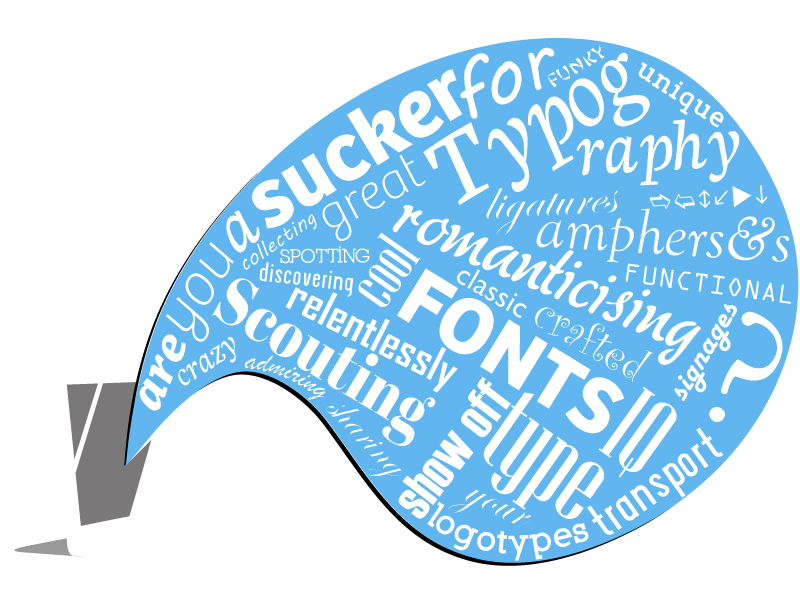 are you a sucker for
FUNKY
unique
Typog
raphy
collecting great
ligatures
amphers&s
SPOTTING
discovering
cool
romanticising
FUNCTIONAL
crazy
Scouting
relentlessly
classic
Crafted
FONTS
signages
?
admiring
sharing
show off
type
IQ
your
transport
logotypes